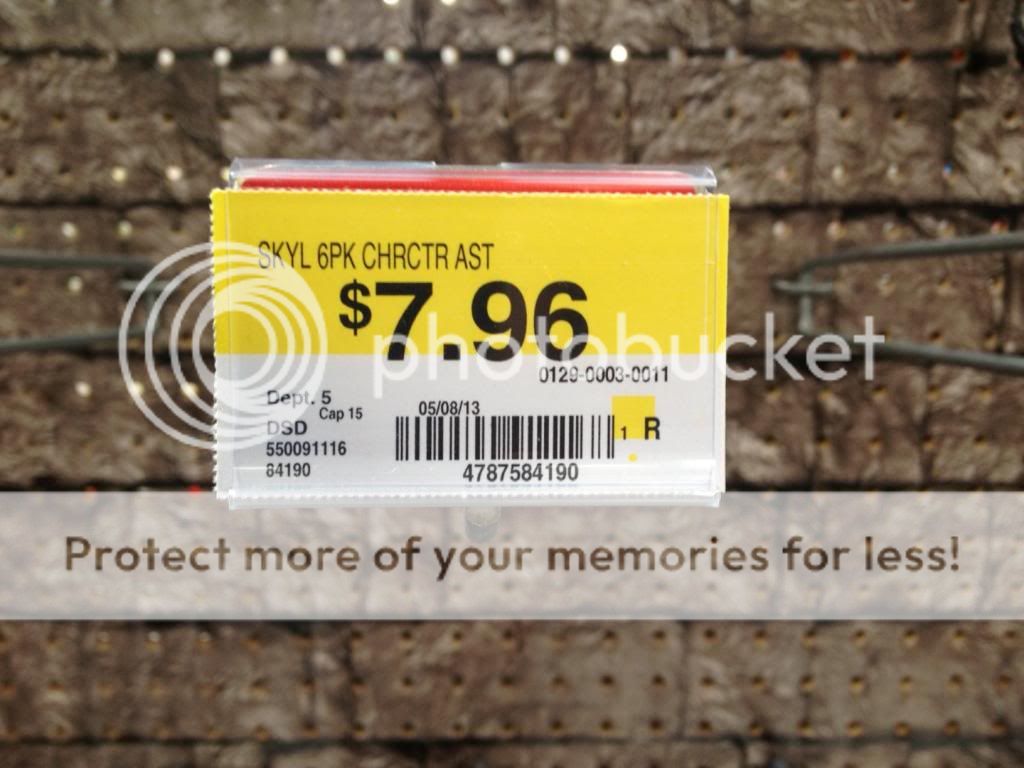 SKYL 6PK CHRCTR AST
$7.96
photobucket
0129-0003-0011
Dept. 5
Cap 15
05/08/13
DSD
1 R
550091116
84190
4787584190
Protect more of your memories for less!